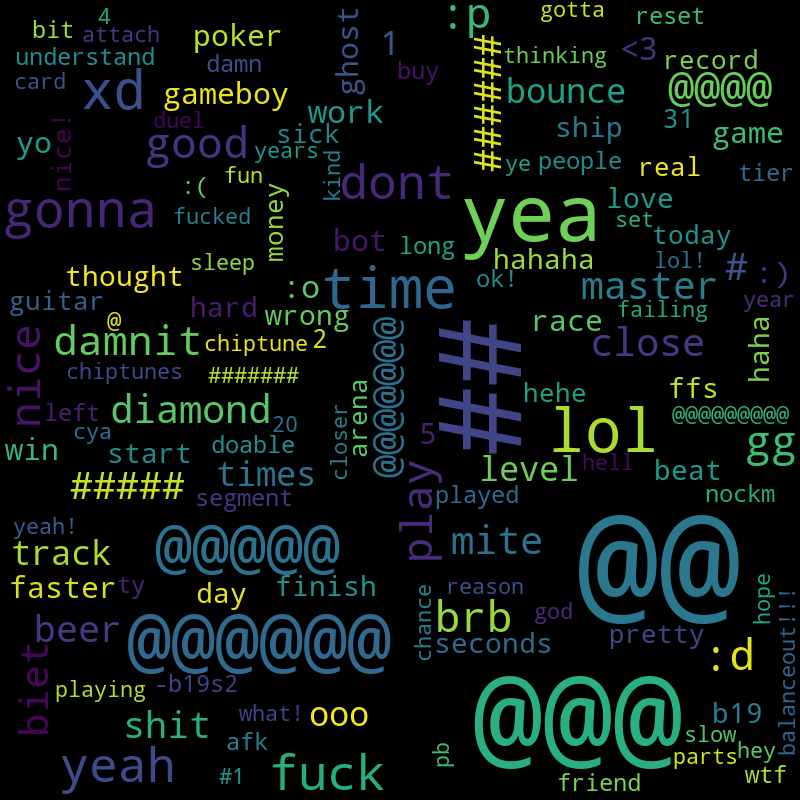 4
bit
attach
understand
card
xd
poker
damn
gameboy
ghost
1
buy
:p
gotta
reset
##### #
thinking
<3
record
@@@@
bounce
work
yo
nice!
duel
good
sick
years
ship
31
game
:(
fun
kind
dont
ye
people
real
tier
gonna
fucked
money
yea
love
set
today
bot
long
hahaha
lol!
#
:)
sleep
thought
:o
time
ok!
master
year
guitar
@
hard
wrong
failing
damnit
chiptune
2
race
close
haha
nice
chiptunes
#######
@@@@@@
##
hehe
ffs
left
diamond
20
arena
closer
lol
@@@@@@@@@
cya
5
gg
win
start
doable
level
hell
beat
#####
times
segment
play
played
nockm
yeah!
track
@@@@@
mite
@@
faster
ty
day
finish
reason
hope
beer
@@@@@@
chance
brb
god
seconds
pretty
balanceout!!!
biet
playing
-b19s2
:d
shit
what!
ooo
@@@
b19
afk
slow
yeah
#1
fuck
pb
parts
hey
friend
wtf